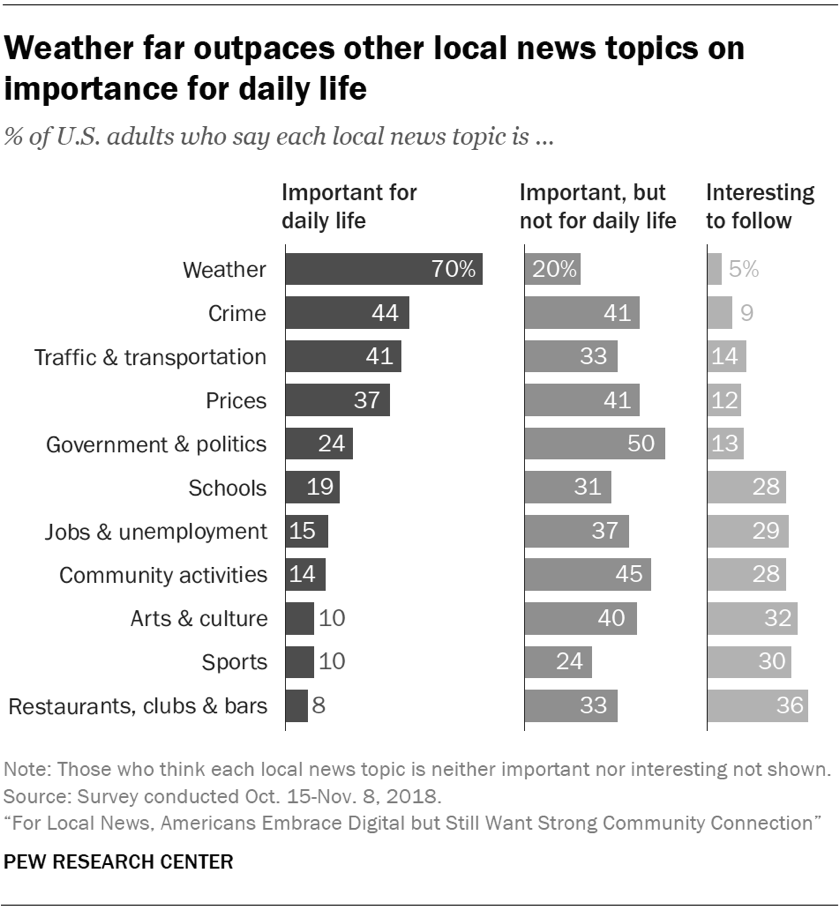 Weather far outpaces other local news topics on
importance for daily life
% of U.S. adults who say each local news topic is ...
Important for
daily life
Important, but
not for daily life
Interesting
to follow
Weather 70% 20% 5%
Crime 44 41 9
Traffic & transportation 41 33 14
Prices 37 41 12
Government & politics 24 50 13
Schools 19 31 28
Jobs & unemployment 15 37 29
Community activities 14 45 28
Arts & culture 10 40 32
Sports 10 24 30
Restaurants, clubs & bars 8 33 36
Note: Those who think each local news topic is neither important nor interesting not shown.
Source: Survey conducted Oct. 15-Nov. 8, 2018.
“For Local News, Americans Embrace Digital but Still Want Strong Community Connection”
PEW RESEARCH CENTER